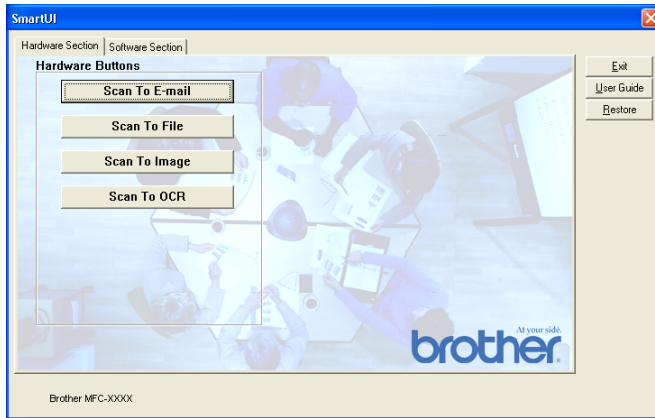 SmartUI
Hardware Section
Software Section
Hardware Buttons
Scan To E-mail
Scan To File
Scan To Image
Scan To OCR
Exit
User Guide
Restore
At your side.
brother
Brother MFC-XXXX